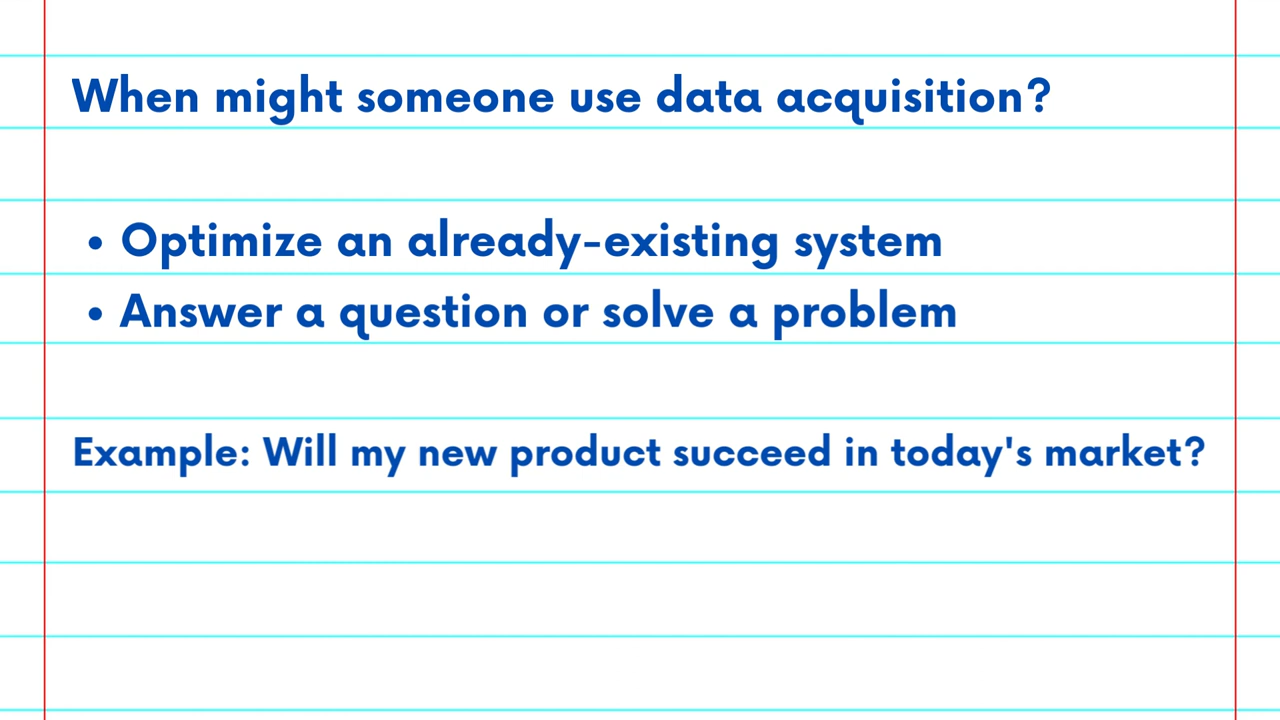 When might someone use data acquisition?
• Optimize an already-existing system
• Answer a question or solve a problem
Example: Will my new product succeed in today's market?